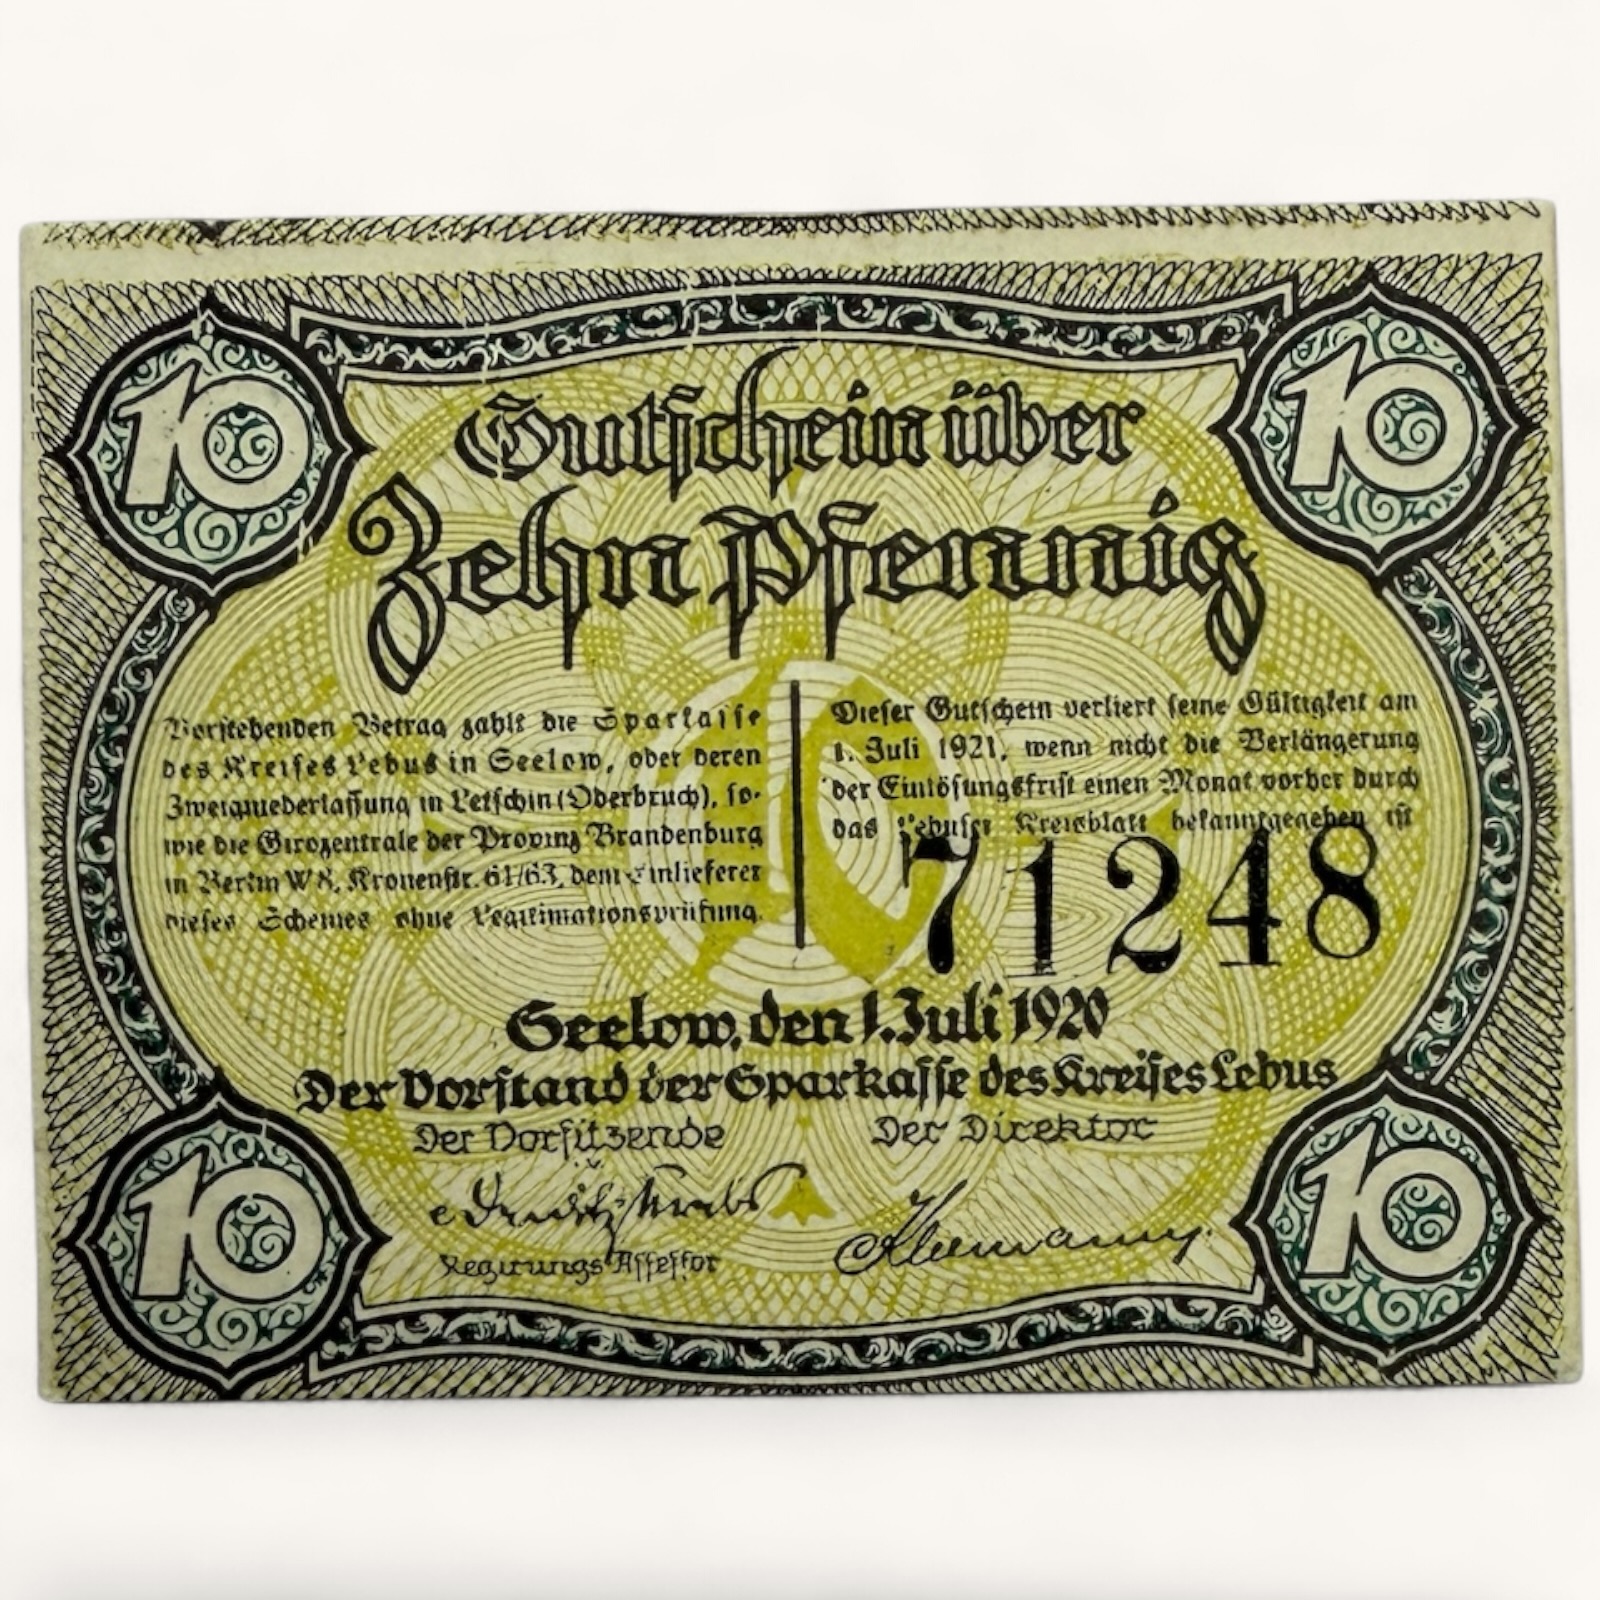 10
10
Gutschein über
Zehn Pfennig
Vorstehenden Betrag zahlt die Sparkasse
des Kreises Lebus in Seelow, oder deren
Zweigniederlassung in Letschin (Oderbruch), so-
wie die Girozentrale der Provinz Brandenburg
in Berlin W 8, Kronenstr. 61/63, dem Einlieferer
dieses Scheines ohne Legitimationsprüfung.
Dieser Gutschein verliert seine Gültigkeit am
1. Juli 1921, wenn nicht die Verlängerung
der Einlösungsfrist einen Monat vorher durch
das Lebuser Kreisblatt bekanntgegeben ist
71248
Seelow, den 1. Juli 1920
Der Vorstand der Sparkasse des Kreises Lebus
Der Vorsitzende
Der Direktor
Regierungs Assessor
10
10